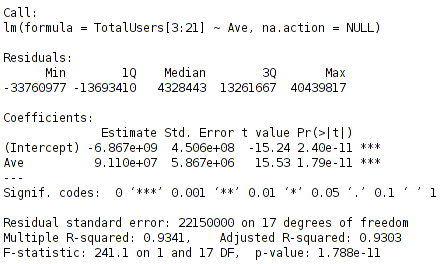 Call:
lm(formula = TotalUsers[3:21] ~ Ave, na.action = NULL)
Residuals:
Min 1Q Median 3Q Max
-33760977 -13693410 4328443 13261667 40439817
Coefficients:
Estimate Std. Error t value Pr(>|t|)
(Intercept) -6.867e+09 4.506e+08 -15.24 2.40e-11 ***
Ave 9.110e+07 5.867e+06 15.53 1.79e-11 ***
---
Signif. codes: 0 ‘***’ 0.001 ‘**’ 0.01 ‘*’ 0.05 ‘.’ 0.1 ‘ ’ 1
Residual standard error: 22150000 on 17 degrees of freedom
Multiple R-squared: 0.9341, Adjusted R-squared: 0.9303
F-statistic: 241.1 on 1 and 17 DF, p-value: 1.788e-11